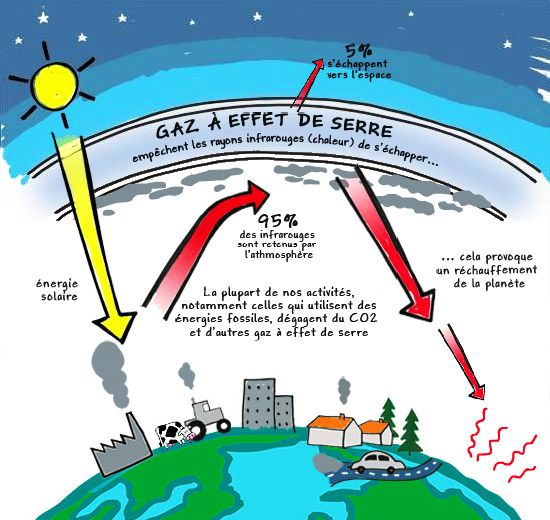 5%
s'échappent
vers l'espace
GAZ À EFFET DE SERRE
empêchent les rayons infrarouges (chaleur) de s'échapper...
95%
des infrarouges
sont retenus par
l'athmosphère
énergie
solaire
... cela provoque
un réchauffement
de la planète
La plupart de nos activités,
notamment celles qui utilisent des
énergies fossiles, dégagent du CO2
et d'autres gaz à effet de serre